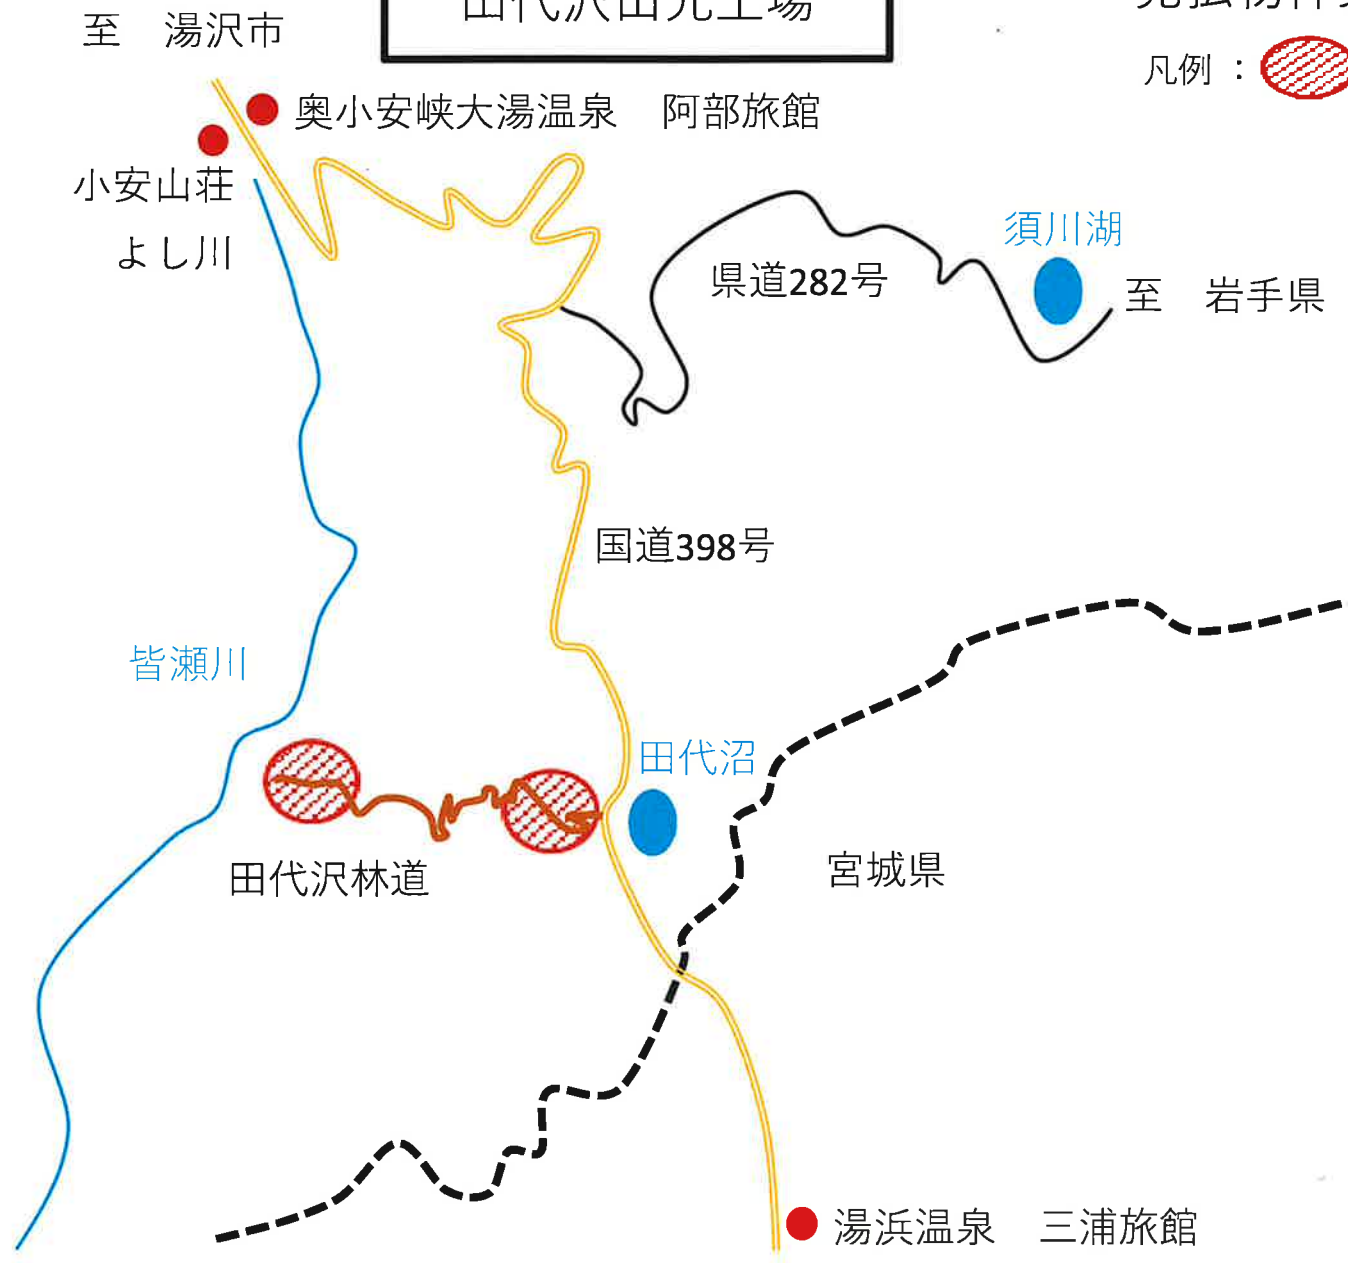 至　湯沢市
凡例：
奥小安峡大湯温泉　阿部旅館
小安山荘
よし川
須川湖
県道282号
至　岩手県
国道398号
皆瀬川
田代沼
田代沢林道
宮城県
湯浜温泉　三浦旅館